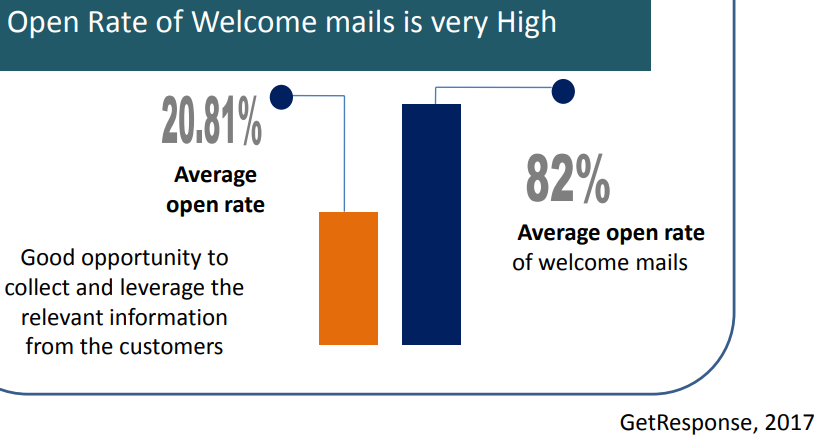 Open Rate of Welcome mails is very High
20.81%
Average
open rate
Good opportunity to
collect and leverage the
relevant information
from the customers
82%
Average open rate
of welcome mails
GetResponse, 2017